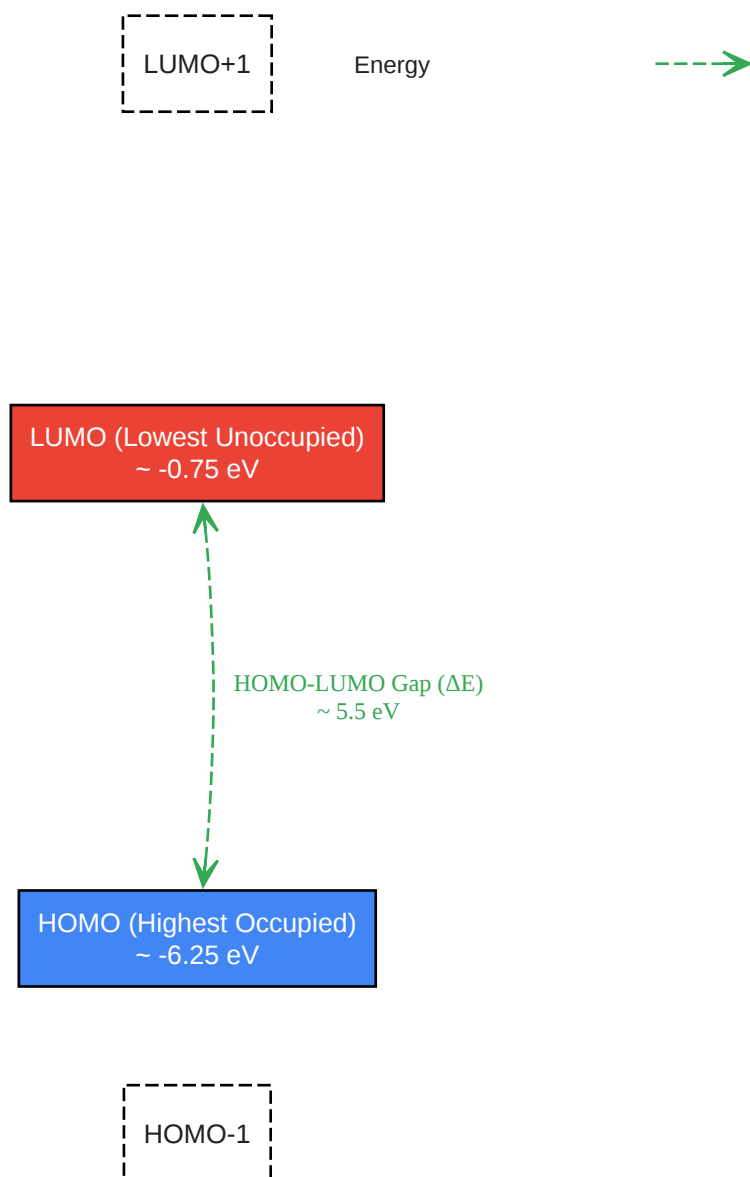 LUMO+1
Energy
LUMO (Lowest Unoccupied)
~ -0.75 eV
HOMO-LUMO Gap (ΔE)
~ 5.5 eV
HOMO (Highest Occupied)
~ -6.25 eV
HOMO-1